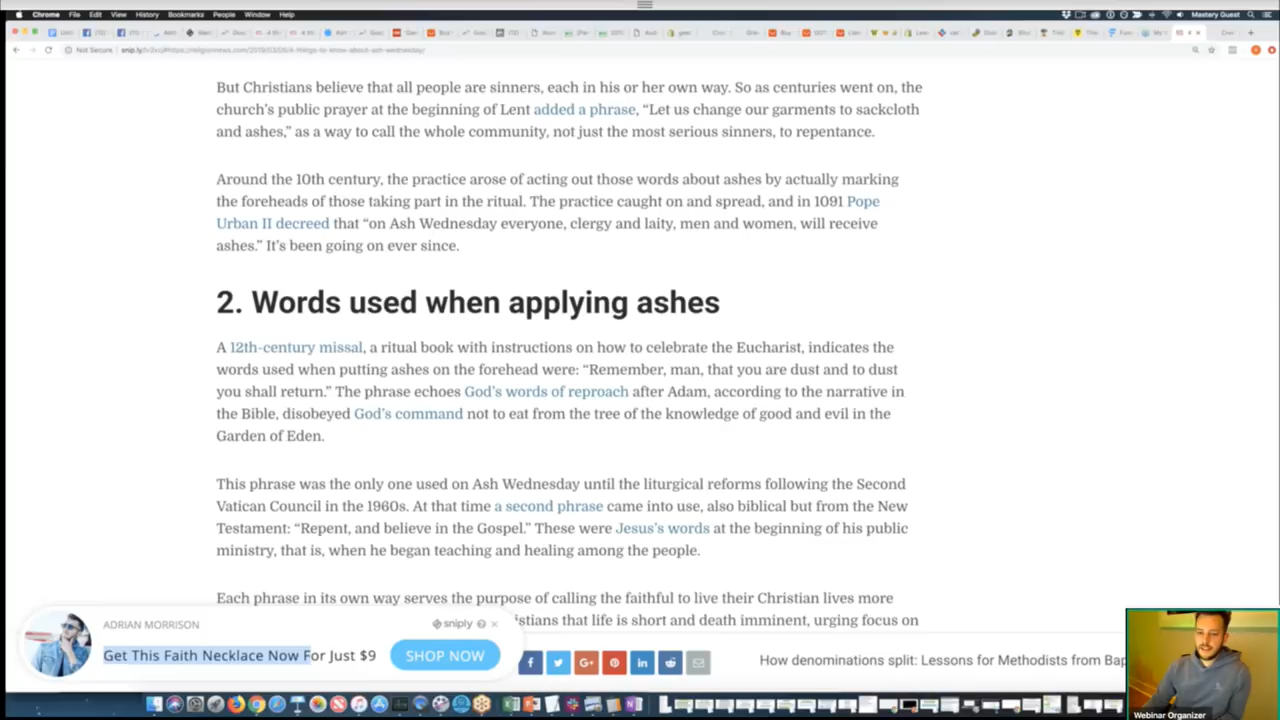 Chrome File Edit View History Bookmarks People Window Help
Mastery Guest
Not Secure snip.ly
But Christians believe that all people are sinners, each in his or her own way. So as centuries went on, the
church's public prayer at the beginning of Lent added a phrase, “Let us change our garments to sackcloth
and ashes,” as a way to call the whole community, not just the most serious sinners, to repentance.
Around the 10th century, the practice arose of acting out those words about ashes by actually marking
the foreheads of those taking part in the ritual. The practice caught on and spread, and in 1091 Pope
Urban II decreed that “on Ash Wednesday everyone, clergy and laity, men and women, will receive
ashes.” It's been going on ever since.
2. Words used when applying ashes
A 12th-century missal, a ritual book with instructions on how to celebrate the Eucharist, indicates the
words used when putting ashes on the forehead were: “Remember, man, that you are dust and to dust
you shall return.” The phrase echoes God's words of reproach after Adam, according to the narrative in
the Bible, disobeyed God's command not to eat from the tree of the knowledge of good and evil in the
Garden of Eden.
This phrase was the only one used on Ash Wednesday until the liturgical reforms following the Second
Vatican Council in the 1960s. At that time a second phrase came into use, also biblical but from the New
Testament: “Repent, and believe in the Gospel.” These were Jesus's words at the beginning of his public
ministry, that is, when he began teaching and healing among the people.
Each phrase in its own way serves the purpose of calling the faithful to live their Christian lives more
istians that life is short and death imminent, urging focus on
ADRIAN MORRISON
sniply
Get This Faith Necklace Now For Just $9
SHOP NOW
How denominations split: Lessons for Methodists from Bap
Webinar Organizer